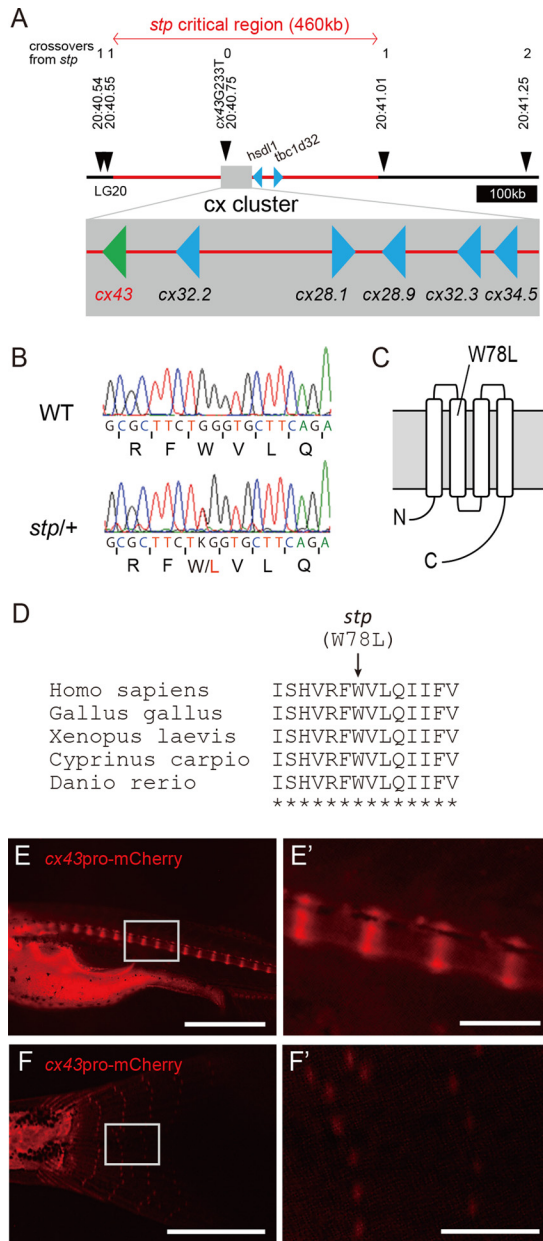 A
stp critical region (460kb)
crossovers
from stp
1 1 0 1 2
20:40.54
20:40.55
cx43G233T
20:40.75
hsdl1
tbc1d32
20:41.01
20:41.25
LG20
100kb
cx cluster
cx43 cx32.2 cx28.1 cx28.9 cx32.3 cx34.5
B
WT
GCGCTTCTGGGTGCTTCAGA
R F W V L Q
stp/+
GCGCTTCTKGGTGCTTCAGA
R F W/L V L Q
C
W78L
N
C
D
stp
(W78L)
Homo sapiens ISHVRFWVLQIIFV
Gallus gallus ISHVRFWVLQIIFV
Xenopus laevis ISHVRFWVLQIIFV
Cyprinus carpio ISHVRFWVLQIIFV
Danio rerio ISHVRFWVLQIIFV
**************
E cx43pro-mCherry
E'
F cx43pro-mCherry
F'